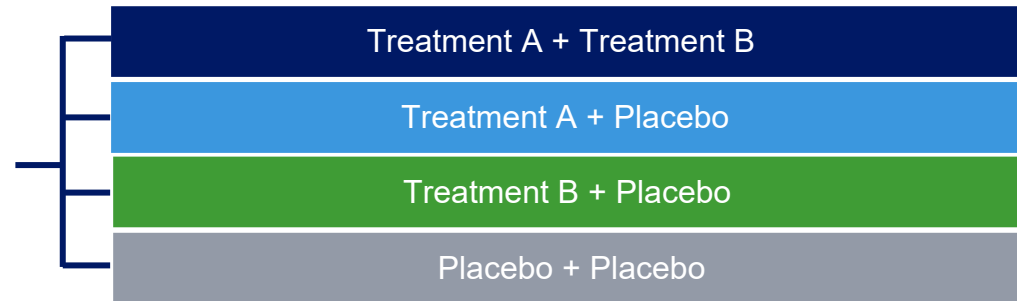 Treatment A + Treatment B
Treatment A + Placebo
Treatment B + Placebo
Placebo + Placebo